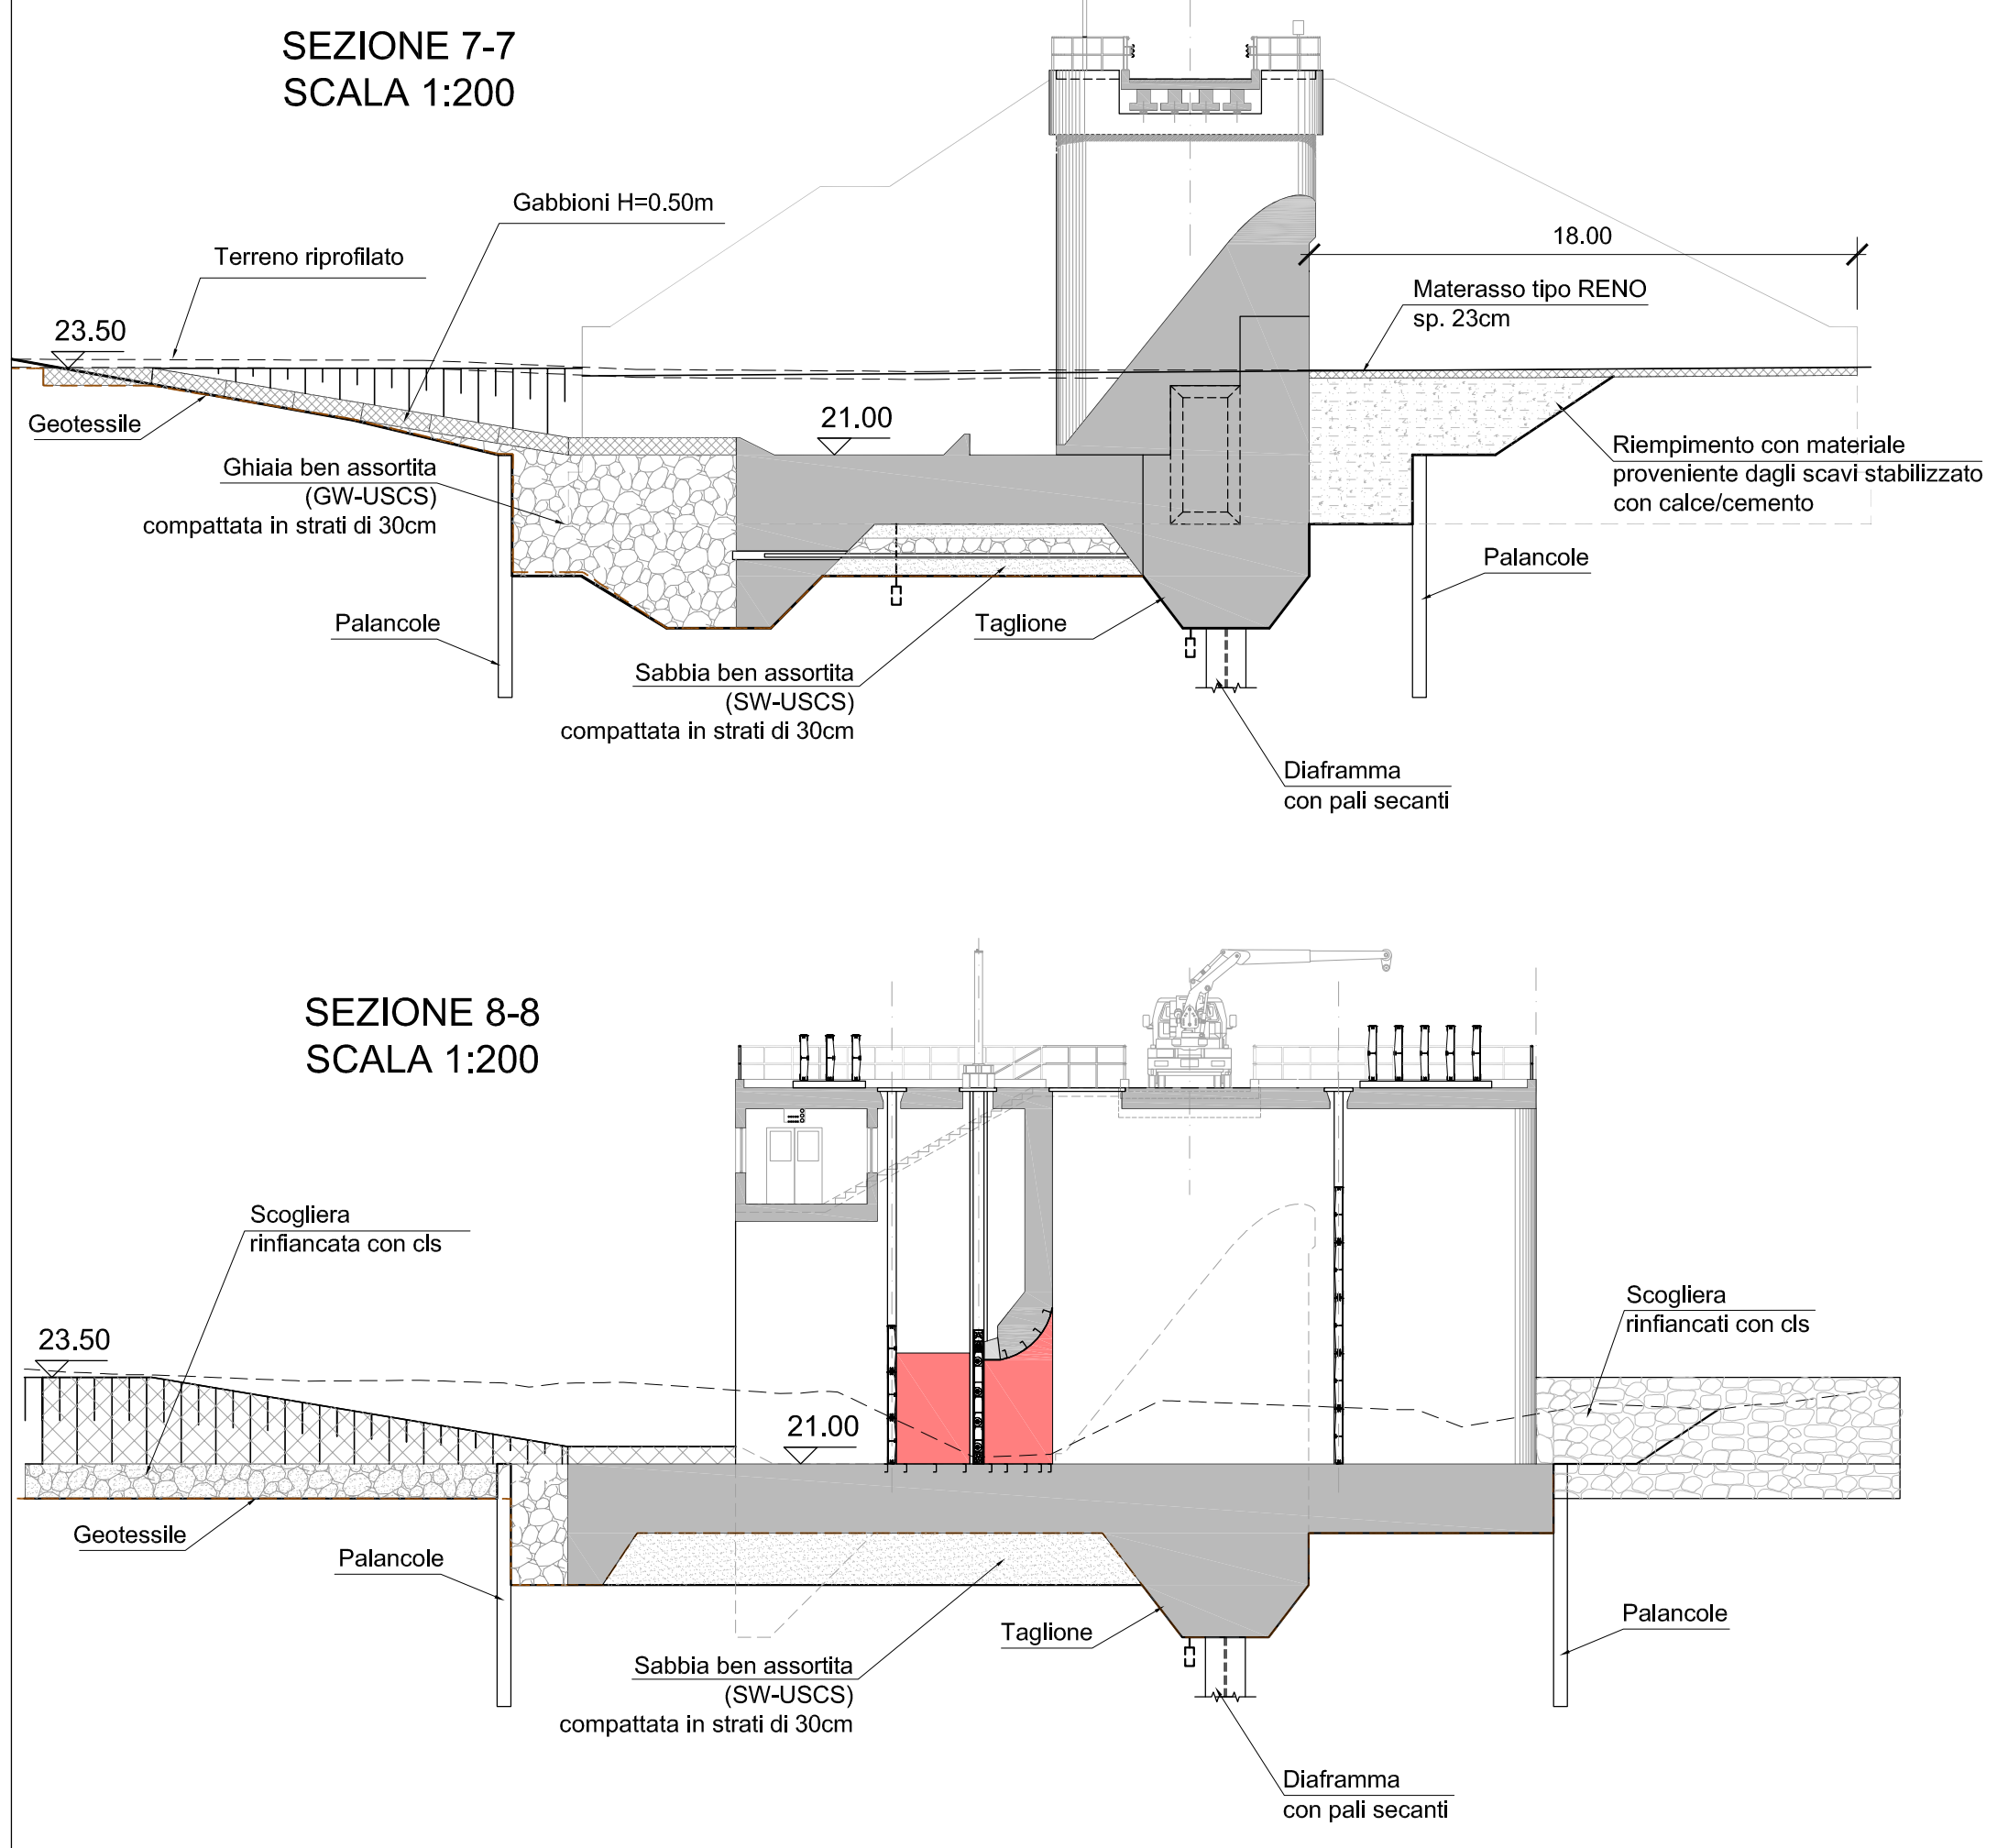 SEZIONE 7-7
SCALA 1:200
Gabbioni H=0.50m
Terreno riprofilato
18.00
Materasso tipo RENO
sp. 23cm
23.50
Geotessile
21.00
Ghiaia ben assortita
(GW-USCS)
compattata in strati di 30cm
Riempimento con materiale
proveniente dagli scavi stabilizzato
con calce/cemento
Palancole
Palancole
Taglione
Sabbia ben assortita
(SW-USCS)
compattata in strati di 30cm
Diaframma
con pali secanti
SEZIONE 8-8
SCALA 1:200
Scogliera
rinfiancata con cls
Scogliera
rinfiancati con cls
23.50
21.00
Geotessile
Palancole
Palancole
Taglione
Sabbia ben assortita
(SW-USCS)
compattata in strati di 30cm
Diaframma
con pali secanti